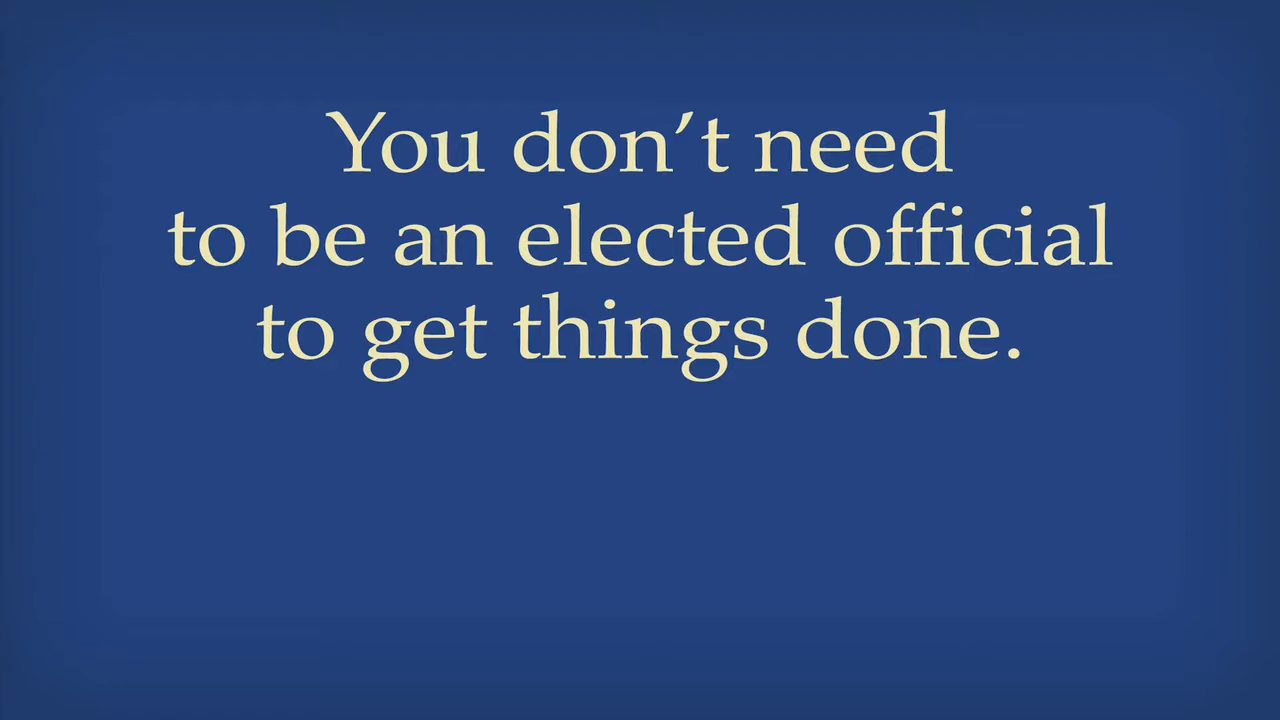 You don’t need
to be an elected official
to get things done.